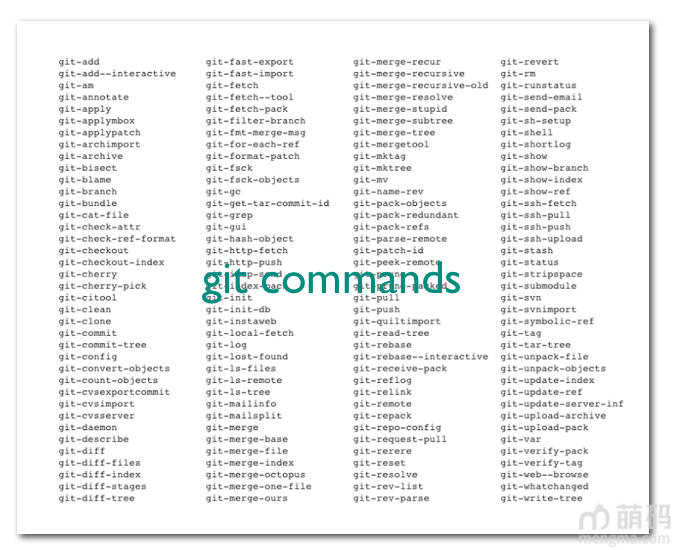 git-add
git-add--interactive
git-am
git-annotate
git-apply
git-applymbox
git-applypatch
git-archimport
git-archive
git-bisect
git-blame
git-branch
git-bundle
git-cat-file
git-check-attr
git-check-ref-format
git-checkout
git-checkout-index
git-cherry
git-cherry-pick
git-citool
git-clean
git-clone
git-commit
git-commit-tree
git-config
git-convert-objects
git-count-objects
git-cvsexportcommit
git-cvsimport
git-cvsserver
git-daemon
git-describe
git-diff
git-diff-files
git-diff-index
git-diff-stages
git-diff-tree
git-fast-export
git-fast-import
git-fetch
git-fetch--tool
git-fetch-pack
git-filter-branch
git-fmt-merge-msg
git-for-each-ref
git-format-patch
git-fsck
git-fsck-objects
git-gc
git-get-tar-commit-id
git-grep
git-gui
git-hash-object
git-http-fetch
git-http-push
git-init
git-init-db
git-instaweb
git-local-fetch
git-log
git-lost-found
git-ls-files
git-ls-remote
git-ls-tree
git-mailinfo
git-mailsplit
git-merge
git-merge-base
git-merge-file
git-merge-index
git-merge-octopus
git-merge-one-file
git-merge-ours
git-merge-recur
git-merge-recursive
git-merge-recursive-old
git-merge-resolve
git-merge-stupid
git-merge-subtree
git-merge-tree
git-mergetool
git-mktag
git-mktree
git-mv
git-name-rev
git-pack-objects
git-pack-redundant
git-pack-refs
git-parse-remote
git-patch-id
git-peek-remote
git-pull
git-push
git-quiltimport
git-read-tree
git-rebase
git-rebase--interactive
git-receive-pack
git-reflog
git-relink
git-remote
git-repack
git-repo-config
git-request-pull
git-rerere
git-reset
git-resolve
git-rev-list
git-rev-parse
git-revert
git-rm
git-runstatus
git-send-email
git-send-pack
git-sh-setup
git-shell
git-shortlog
git-show
git-show-branch
git-show-index
git-show-ref
git-ssh-fetch
git-ssh-pull
git-ssh-push
git-ssh-upload
git-stash
git-status
git-stripspace
git-submodule
git-svn
git-svnimport
git-symbolic-ref
git-tag
git-tar-tree
git-unpack-file
git-unpack-objects
git-update-index
git-update-ref
git-update-server-inf
git-upload-archive
git-upload-pack
git-var
git-verify-pack
git-verify-tag
git-web--browse
git-whatchanged
git-write-tree
git commands
萌码
mengma.com